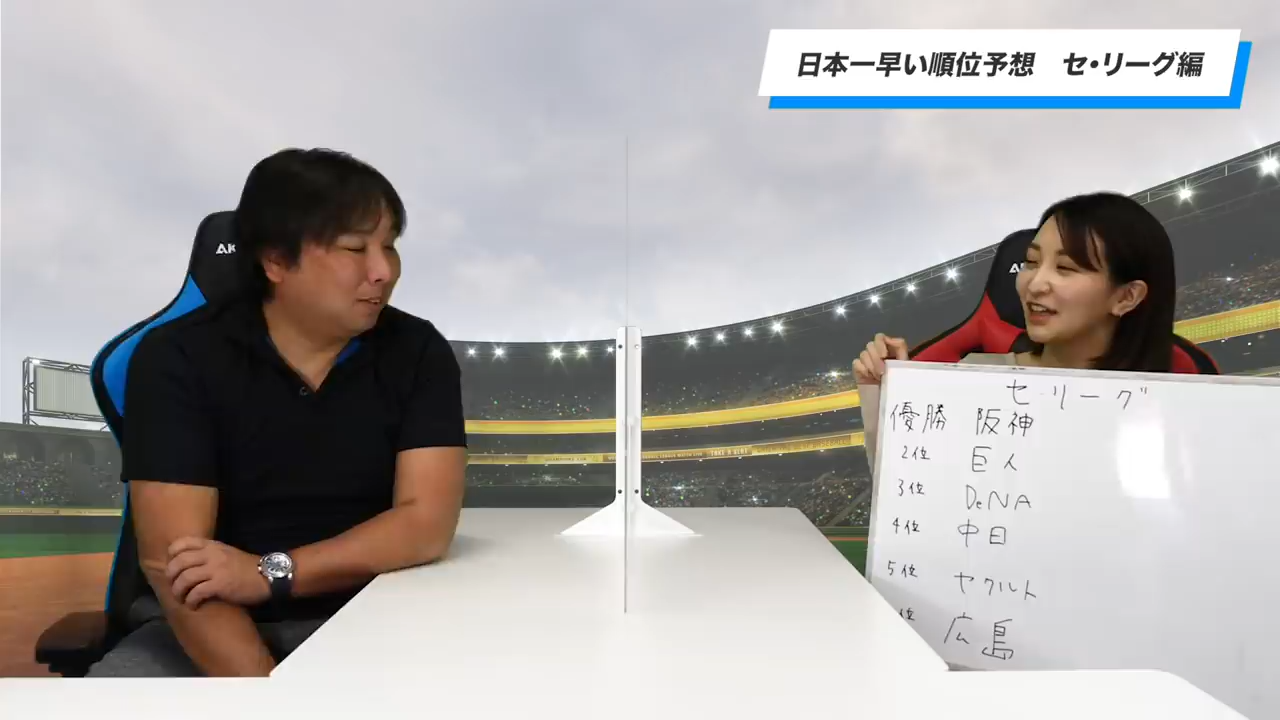 日本一早い順位予想　セ・リーグ編
AK
A
セ・リーグ
優勝 阪神
2位 巨人
3位 DeNA
4位 中日
5位 ヤクルト
位 広島